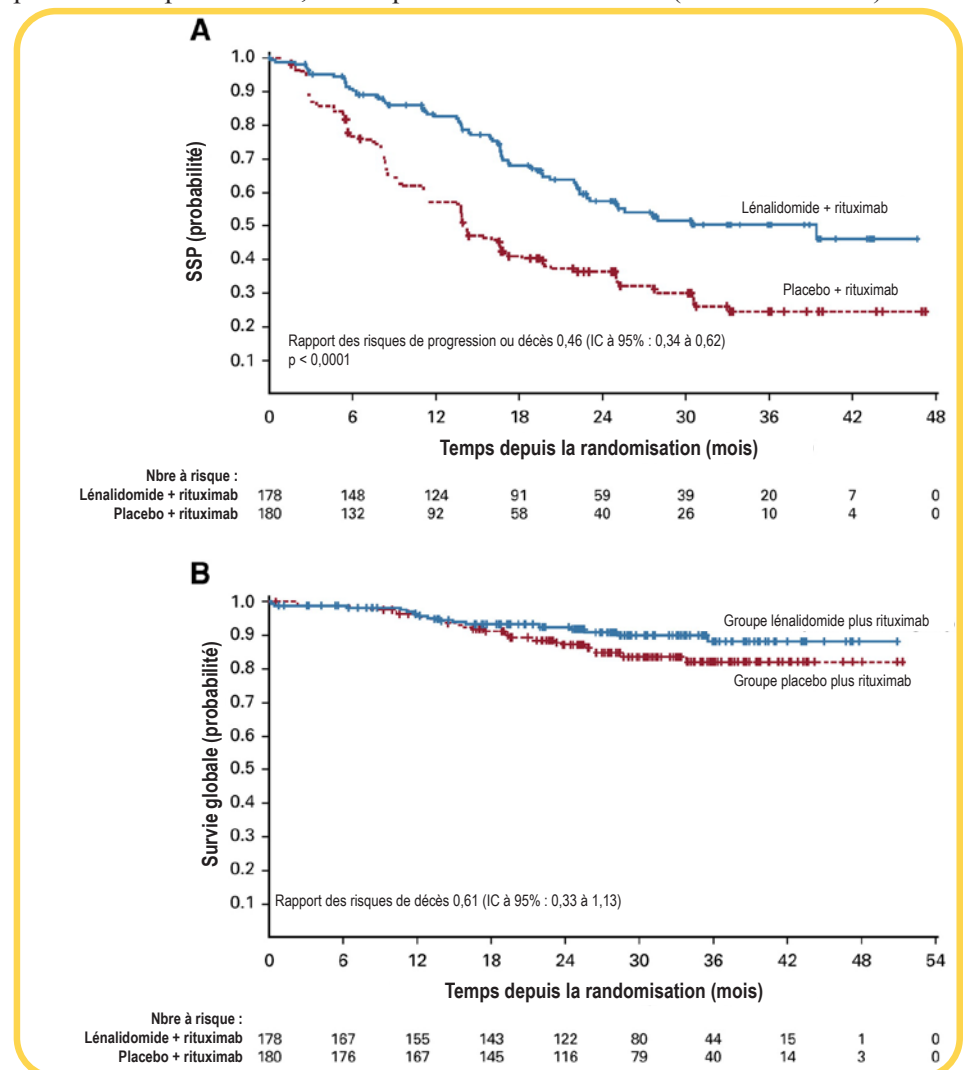 A
1.0
0.9
0.8
0.7
0.6
0.5
0.4
0.3
0.2
0.1
SSP (probabilité)
Lénalidomide + rituximab
Placebo + rituximab
Rapport des risques de progression ou décès 0,46 (IC à 95% : 0,34 à 0,62)
p < 0,0001
0 6 12 18 24 30 36 42 48
Temps depuis la randomisation (mois)
Nbre à risque :
Lénalidomide + rituximab 178 148 124 91 59 39 20 7 0
Placebo + rituximab 180 132 92 58 40 26 10 4 0
B
1.0
0.9
0.8
0.7
0.6
0.5
0.4
0.3
0.2
0.1
Survie globale (probabilité)
Groupe lénalidomide plus rituximab
Groupe placebo plus rituximab
Rapport des risques de décès 0,61 (IC à 95% : 0,33 à 1,13)
0 6 12 18 24 30 36 42 48 54
Temps depuis la randomisation (mois)
Nbre à risque :
Lénalidomide + rituximab 178 167 155 143 122 80 44 15 1 0
Placebo + rituximab 180 176 167 145 116 79 40 14 3 0